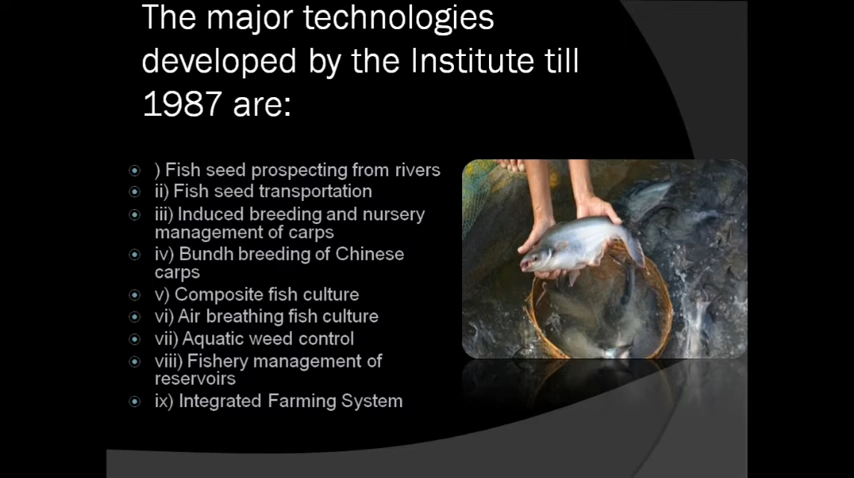 The major technologies
developed by the Institute till
1987 are:
) Fish seed prospecting from rivers
ii) Fish seed transportation
iii) Induced breeding and nursery
management of carps
iv) Bundh breeding of Chinese
carps
v) Composite fish culture
vi) Air breathing fish culture
vii) Aquatic weed control
viii) Fishery management of
reservoirs
ix) Integrated Farming System